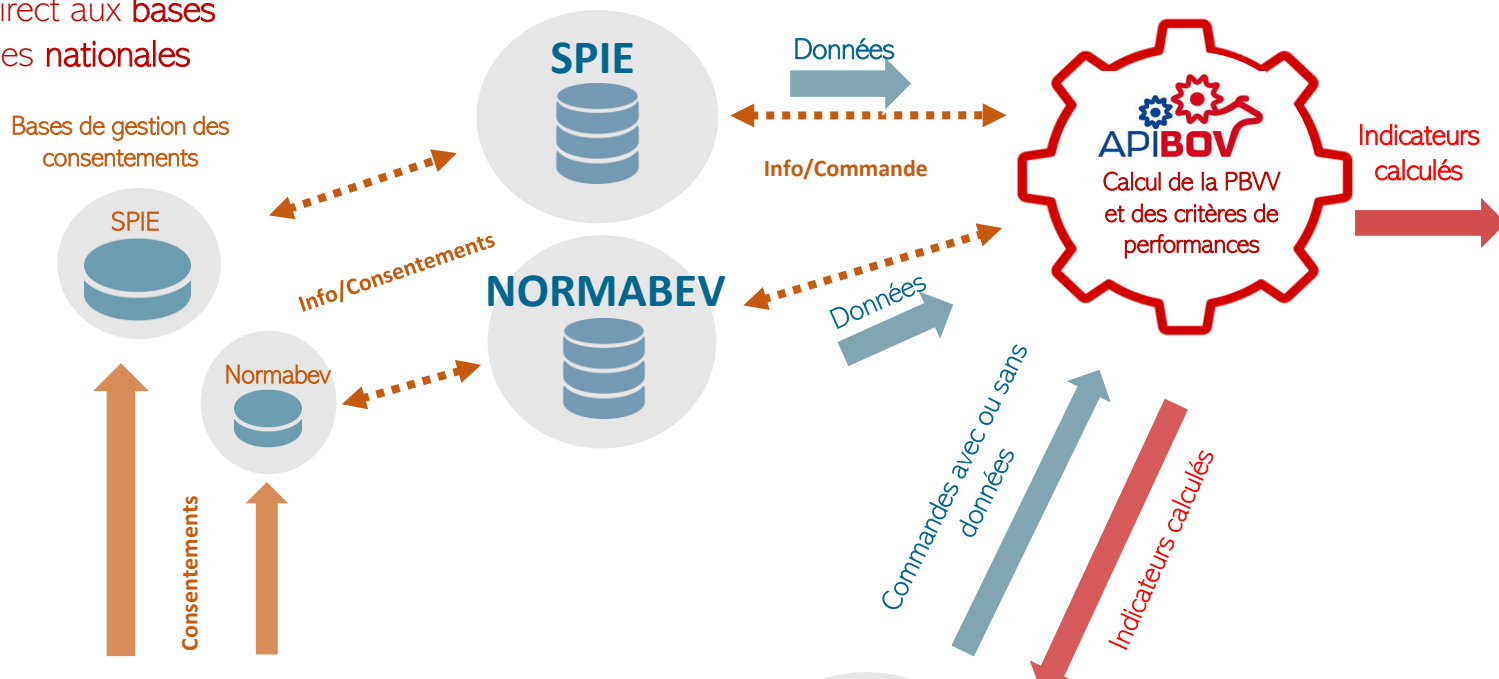 irect aux bases
es nationales
Bases de gestion des
consentements
SPIE
Normabev
Consentements
Info/Consentements
SPIE
NORMABEV
Données
Info/Commande
Données
APIBOV
Calcul de la PBVV
et des critères de
performances
Indicateurs
calculés
Commandes avec ou sans
données
Indicateurs calculés